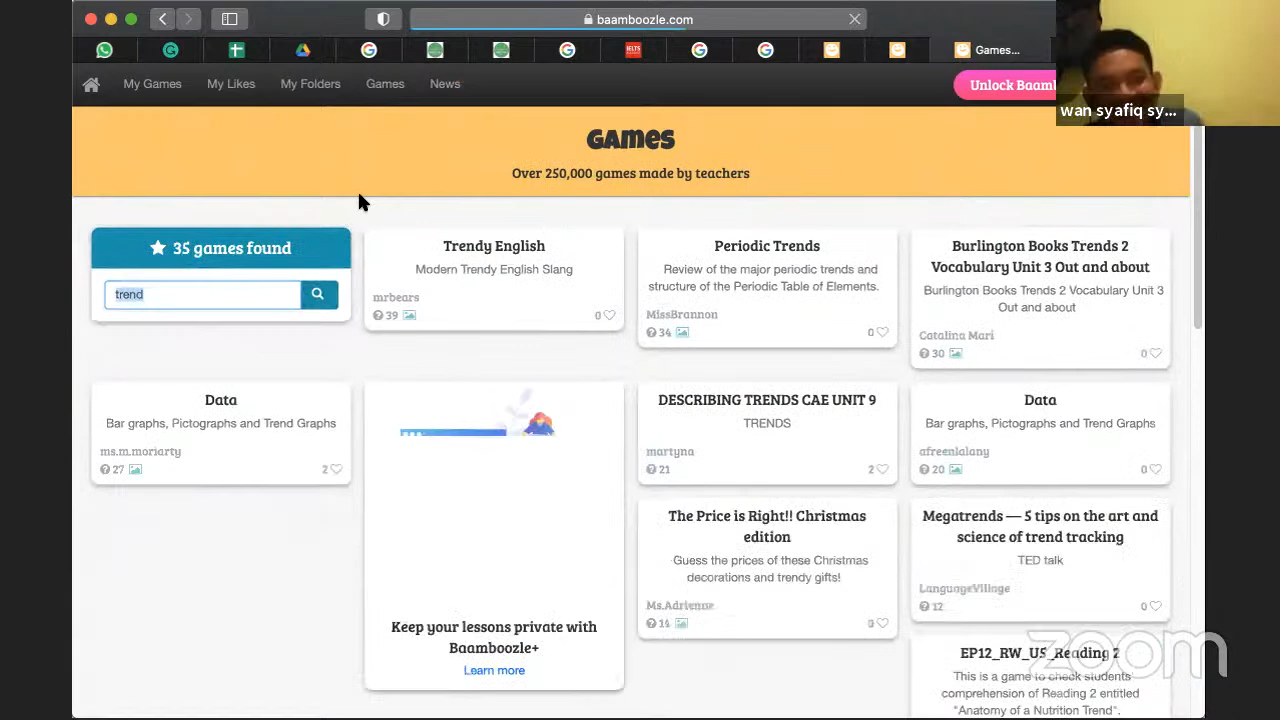 baamboozle.com
IELTS
Games...
My Games
My Likes
My Folders
Games
News
Unlock Baamb
wan syafiq sy...
Games
Over 250,000 games made by teachers
35 games found
trend
Trendy English
Modern Trendy English Slang
mrbears
39
0
Periodic Trends
Review of the major periodic trends and
structure of the Periodic Table of Elements.
MissBrannon
34
0
Burlington Books Trends 2
Vocabulary Unit 3 Out and about
Burlington Books Trends 2 Vocabulary Unit 3
Out and about
Catalina Mari
30
0
Data
Bar graphs, Pictographs and Trend Graphs
ms.m.moriarty
27
2
Keep your lessons private with
Baamboozle+
Learn more
DESCRIBING TRENDS CAE UNIT 9
TRENDS
martyna
21
2
Data
Bar graphs, Pictographs and Trend Graphs
afreenlalany
20
0
The Price is Right!! Christmas
edition
Guess the prices of these Christmas
decorations and trendy gifts!
Ms.Adrienne
14
Megatrends — 5 tips on the art and
science of trend tracking
TED talk
LanguageVillage
12
0
EP12_RW_US_Reading 2
This is a game to check students'
comprehension of Reading 2 entitled
"Anatomy of a Nutrition Trend".
zoom